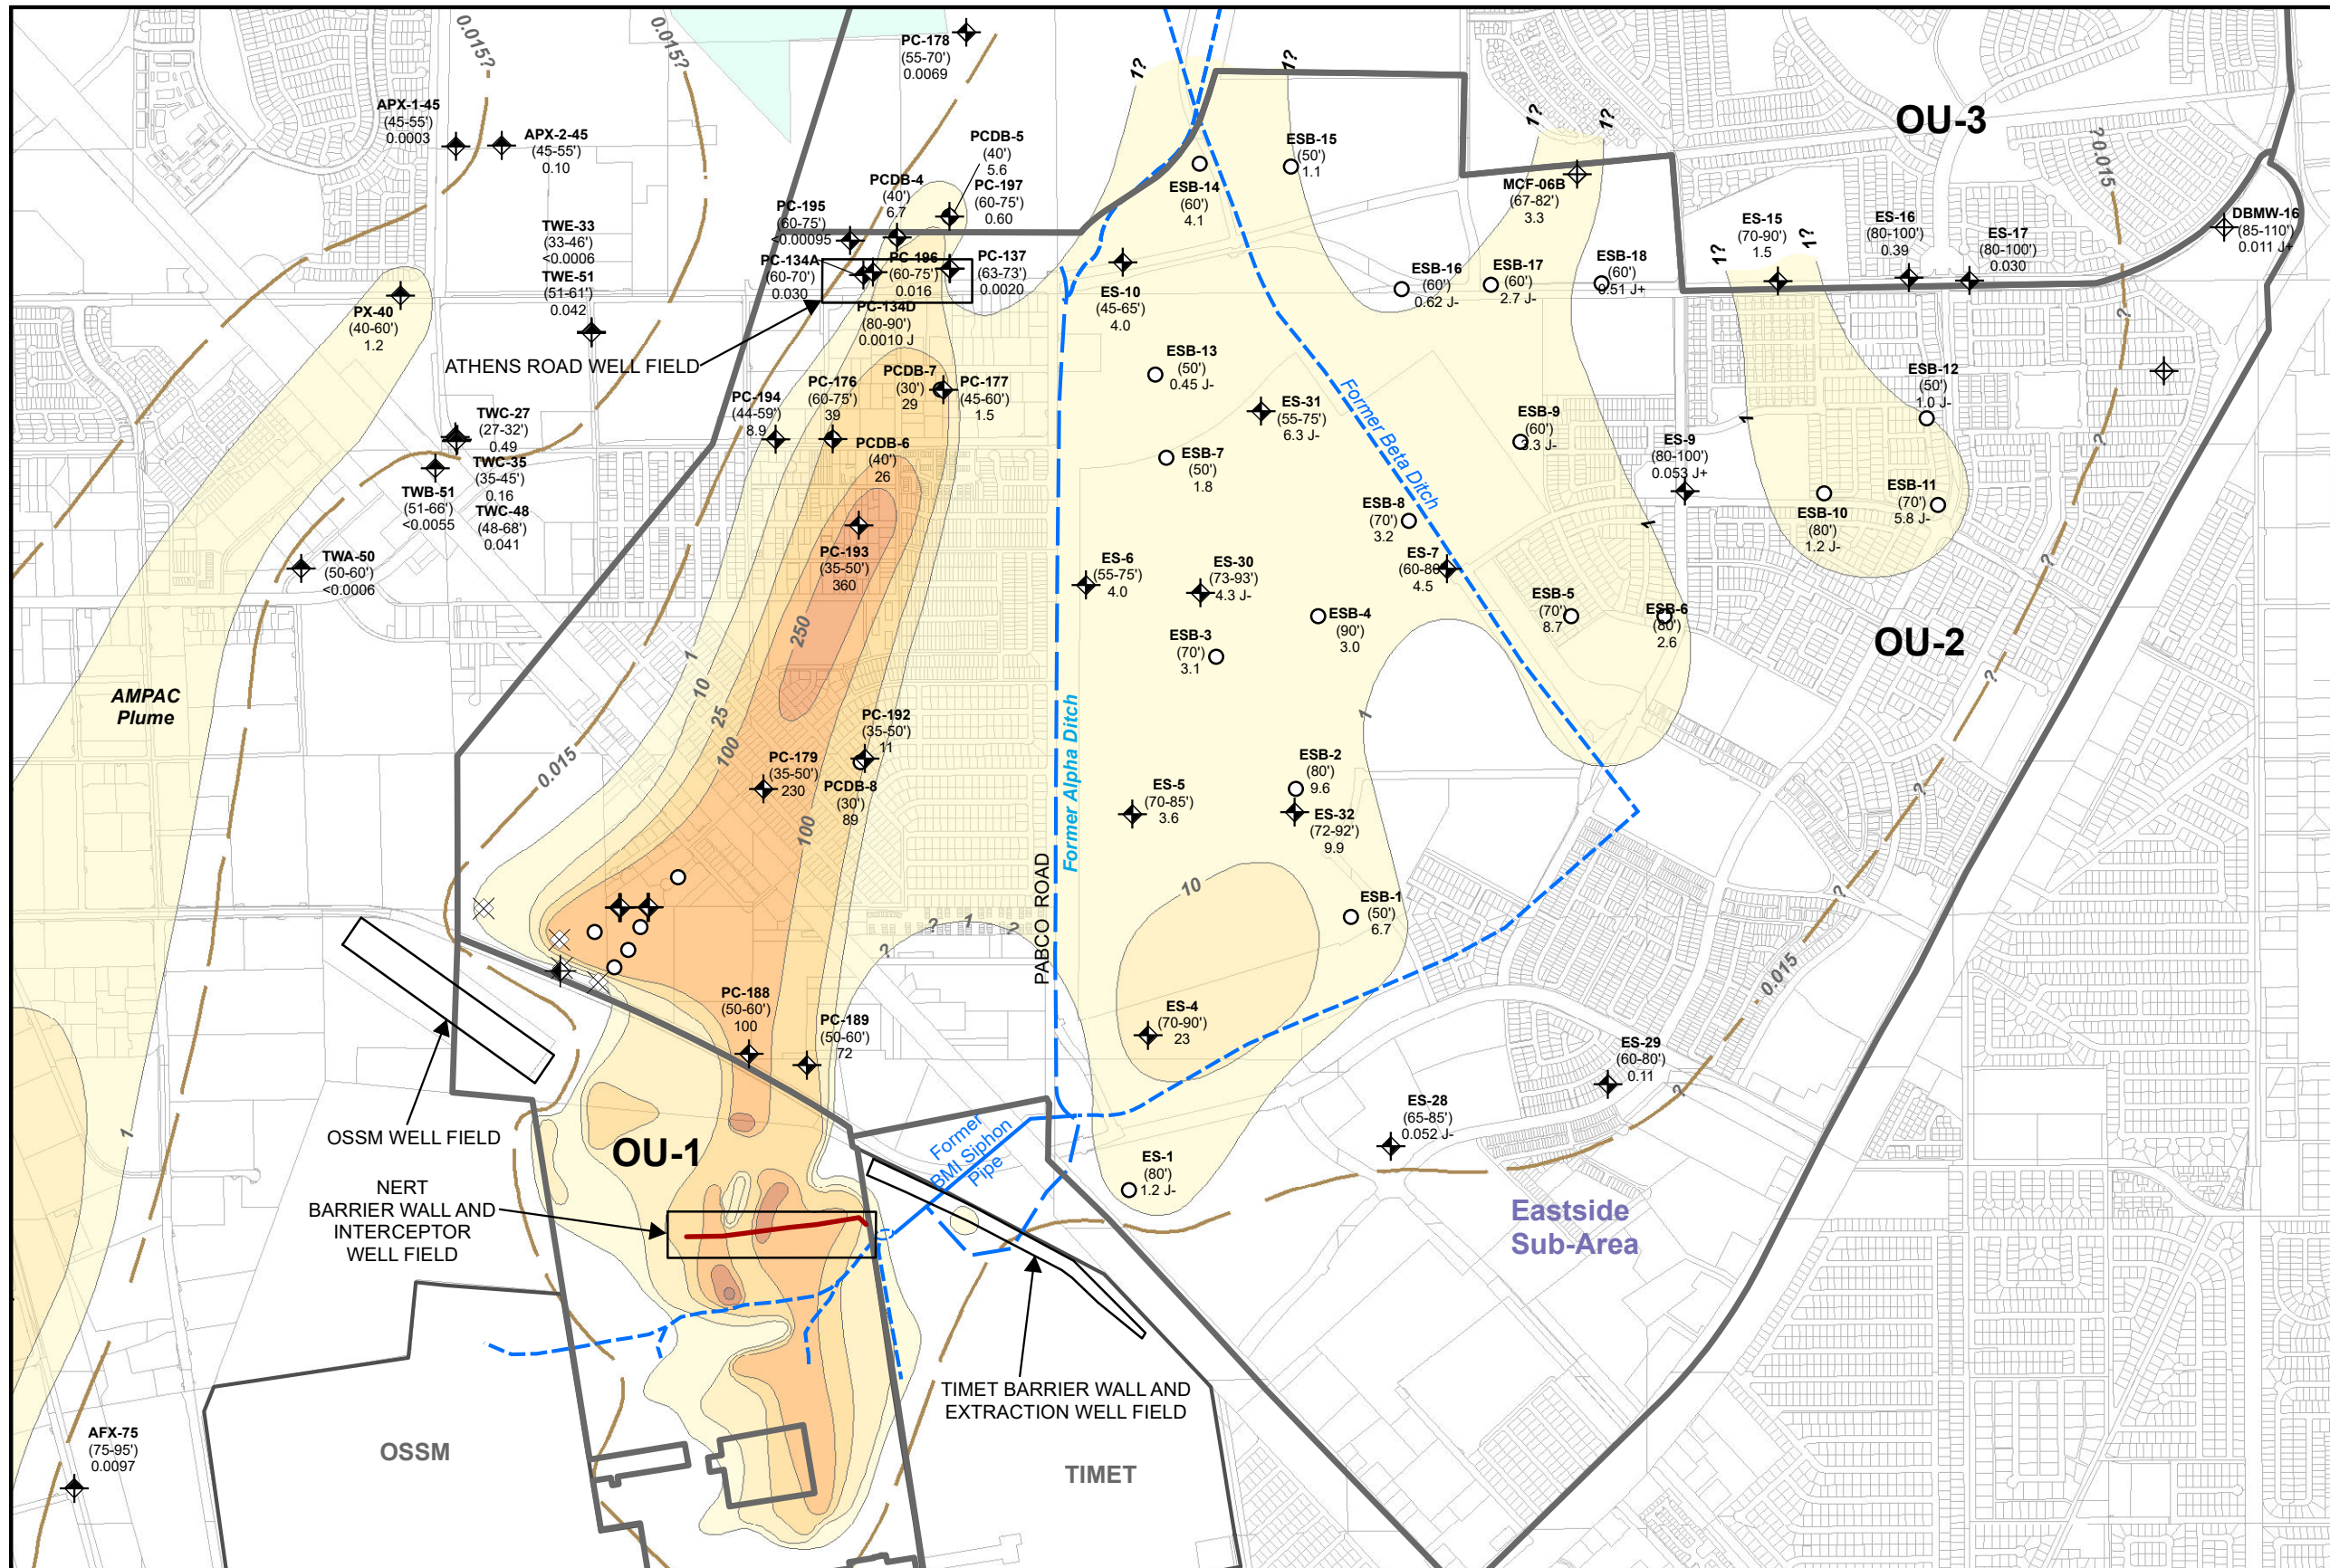 0.015?
0.015?
PC-178
(55-70')
0.0069
1?
1?
1?
1?
OU-3
? 0.015
APX-1-45
(45-55')
0.0003
APX-2-45
(45-55')
0.10
PCDB-5
(40')
5.6
PC-197
(60-75')
0.60
PCDB-4
(40')
6.7
PC-195
(60-75')
<0.00095
PC-134A
(60-70')
0.030
PC-196
(60-75')
0.016
PC-137
(63-73')
0.0020
PC-134D
(80-90')
0.0010 J
ESB-15
(50')
1.1
ESB-14
(60')
4.1
MCF-06B
(67-82')
3.3
ES-15
(70-90')
1.5
1?
1?
ES-16
(80-100')
0.39
ES-17
(80-100')
0.030
DBMW-16
(85-110')
0.011 J+
TWE-33
(33-46')
<0.0006
TWE-51
(51-61')
0.042
PX-40
(40-60')
1.2
ATHENS ROAD WELL FIELD
ES-10
(45-65')
4.0
ESB-16
(60')
0.62 J-
ESB-17
(60')
2.7 J-
ESB-18
(60')
0.51 J+
?
ESB-13
(50')
0.45 J-
Former Beta Ditch
ESB-12
(50')
1.0 J-
PC-194
(44-59')
8.9
PC-176
(60-75')
39
PCDB-7
(30')
29
PC-177
(45-60')
1.5
PCDB-6
(40')
26
ES-31
(55-75')
6.3 J-
ESB-9
(60')
3.3 J-
1
ES-9
(80-100')
0.053 J+
?
TWC-27
(27-32')
0.49
TWC-35
(35-45')
0.16
TWC-48
(48-68')
0.041
TWB-51
(51-66')
<0.0055
ESB-7
(50')
1.8
ESB-8
(70')
3.2
1
ESB-10
(80')
1.2 J-
ESB-11
(70')
5.8 J-
TWA-50
(50-60')
<0.0006
PC-193
(35-50')
360
ES-6
(55-75')
4.0
ES-30
(73-93')
4.3 J-
ES-7
(60-80
4.5
ESB-5
(70')
8.7
ESB-6
(80')
2.6
?
250
ESB-4
(90')
3.0
ESB-3
(70')
3.1
OU-2
1
10
25
100
?
AMPAC
Plume
0.015
PC-192
(35-50')
11
PC-179
(35-50')
230
PCDB-8
(30')
89
100
Former Alpha Ditch
PABCO ROAD
1
ESB-2
(80')
9.6
ES-5
(70-85')
3.6
ES-32
(72-92')
9.9
?
?
10
ESB-1
(50')
6.7
?
?
1
?
0.015
PC-188
(50-60')
100
PC-189
(50-60')
72
ES-4
(70-90')
23
ES-29
(60-80')
0.11
?
1
OSSM WELL FIELD
OU-1
Former
BMI Siphon
Pipe
ES-28
(65-85')
0.052 J-
ES-1
(80')
1.2 J-
NERT
BARRIER WALL AND
INTERCEPTOR
WELL FIELD
Eastside
Sub-Area
TIMET BARRIER WALL AND
EXTRACTION WELL FIELD
AFX-75
(75-95')
0.0097
OSSM
TIMET